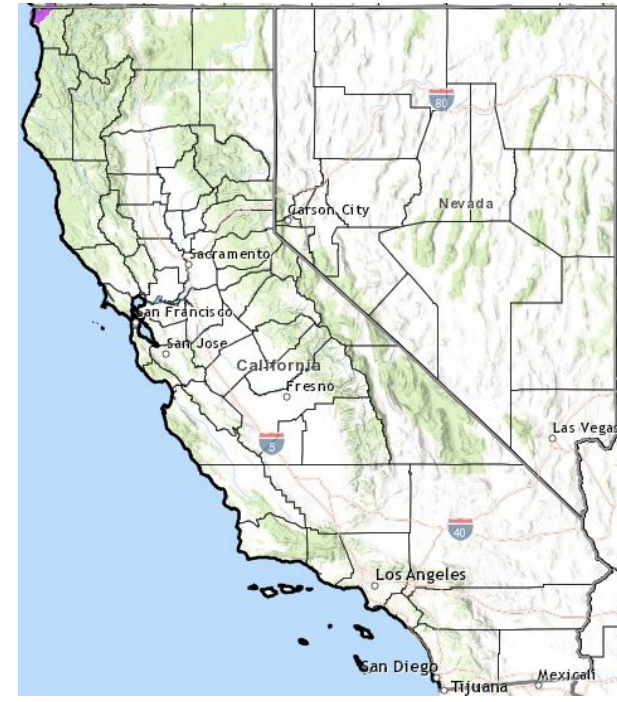 80
Nevada
Carson City
Sacramento
San Francisco
San Jose
California
Fresno
Las Vegas
5
40
Los Angeles
San Diego
Mexicali
Tijuana